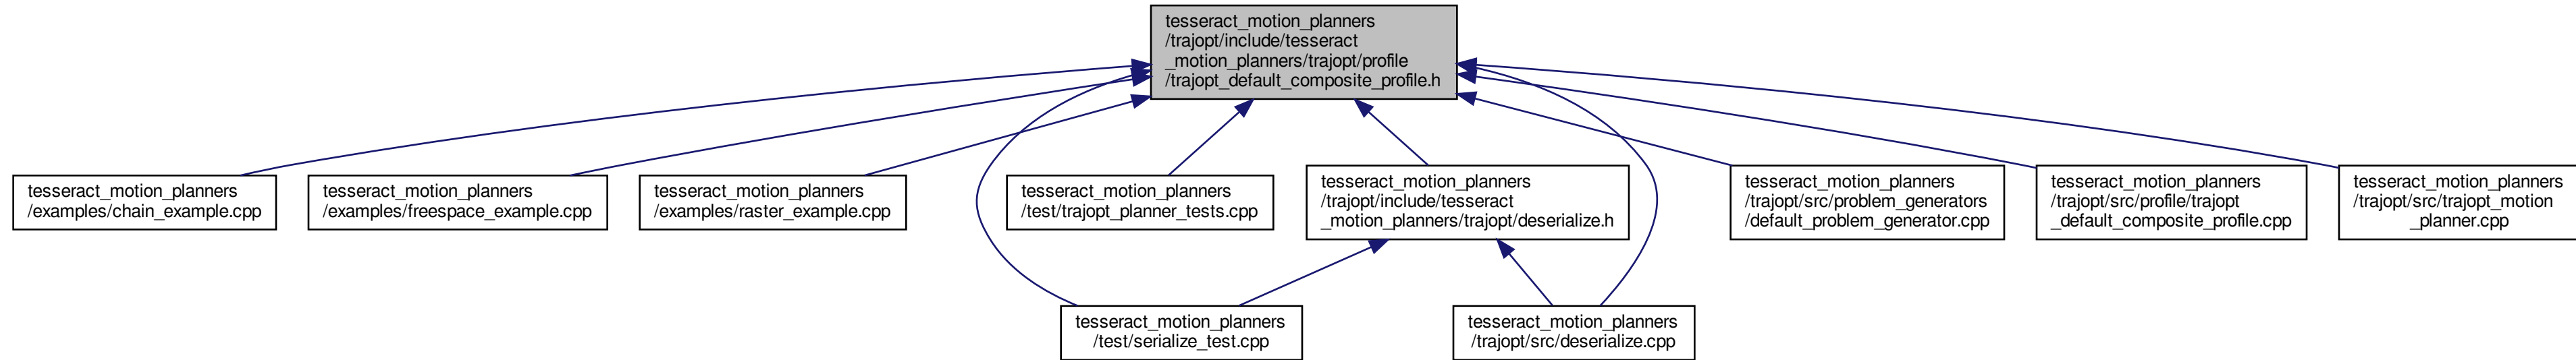 tesseract_motion_planners
/trajopt/include/tesseract
_motion_planners/trajopt/profile
/trajopt_default_composite_profile.h
tesseract_motion_planners
/examples/chain_example.cpp
tesseract_motion_planners
/examples/freespace_example.cpp
tesseract_motion_planners
/examples/raster_example.cpp
tesseract_motion_planners
/test/trajopt_planner_tests.cpp
tesseract_motion_planners
/trajopt/include/tesseract
_motion_planners/trajopt/deserialize.h
tesseract_motion_planners
/trajopt/src/problem_generators
/default_problem_generator.cpp
tesseract_motion_planners
/trajopt/src/profile/trajopt
_default_composite_profile.cpp
tesseract_motion_planners
/trajopt/src/trajopt_motion
_planner.cpp
tesseract_motion_planners
/test/serialize_test.cpp
tesseract_motion_planners
/trajopt/src/deserialize.cpp